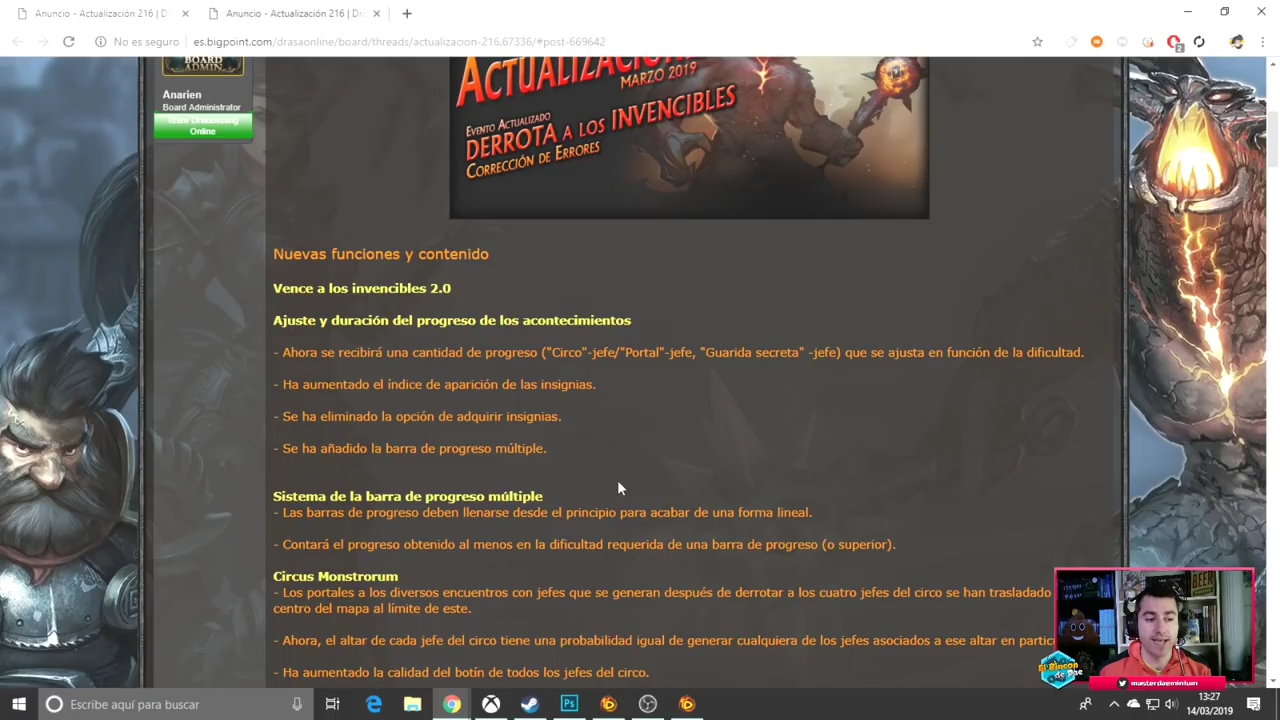 Anuncio - Actualización 216 | D
Anuncio - Actualización 216 | Dr
No es seguro
es.bigpoint.com/drasaonline/board/threads/actualizacion-216.67336/#post-669642
2
BOARD
ADMIN
Anarien
Board Administrator
Team Drakensang
Online
MARZO 2019
EVENTO ACTUALIZADO
DERROTA A LOS INVENCIBLES
CORRECCIÓN DE ERRORES
Nuevas funciones y contenido
Vence a los invencibles 2.0
Ajuste y duración del progreso de los acontecimientos
- Ahora se recibirá una cantidad de progreso ("Circo"-jefe/"Portal"-jefe, "Guarida secreta" -jefe) que se ajusta en función de la dificultad.
- Ha aumentado el índice de aparición de las insignias.
- Se ha eliminado la opción de adquirir insignias.
- Se ha añadido la barra de progreso múltiple.
Sistema de la barra de progreso múltiple
- Las barras de progreso deben llenarse desde el principio para acabar de una forma lineal.
- Contará el progreso obtenido al menos en la dificultad requerida de una barra de progreso (o superior).
Circus Monstrorum
- Los portales a los diversos encuentros con jefes que se generan después de derrotar a los cuatro jefes del circo se han trasladado
centro del mapa al límite de este.
- Ahora, el altar de cada jefe del circo tiene una probabilidad igual de generar cualquiera de los jefes asociados a ese altar en partic
- Ha aumentado la calidad del botín de todos los jefes del circo.
BEER
El Rincón
de Dae
masterdaeminium
Escribe aquí para buscar
Ps
13:27
14/03/2019